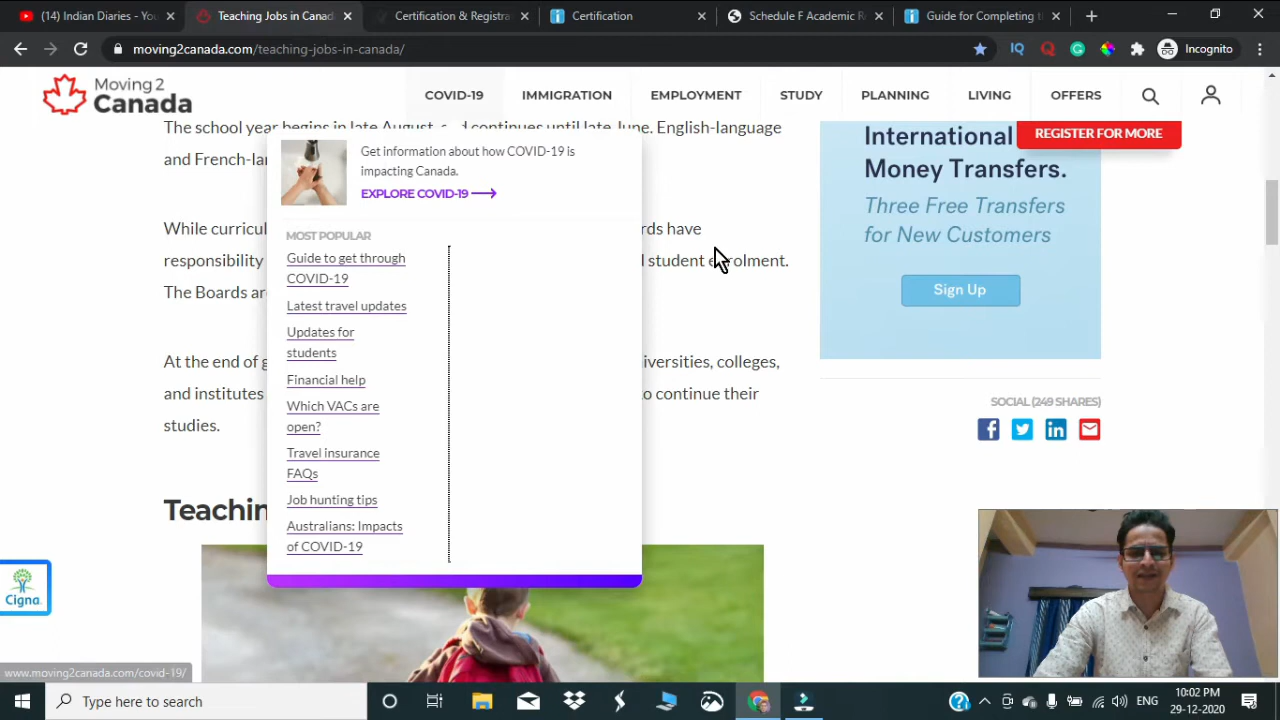 (14) Indian Diaries - You
Teaching Jobs in Canad
Certification & Registra
Certification
Schedule F Academic R
Guide for Completing t
moving2canada.com/teaching-jobs-in-canada/
Incognito
Moving 2
Canada
COVID-19
IMMIGRATION
EMPLOYMENT
STUDY
PLANNING
LIVING
OFFERS
The school year begins in late August, and continues until late June. English-language
and French-la
Get information about how COVID-19 is
impacting Canada.
EXPLORE COVID-19
While curricul
rds have
responsibility
student enrolment.
The Boards ar
At the end of g
iversities, colleges,
and institutes
to continue their
studies.
MOST POPULAR
Guide to get through
COVID-19
Latest travel updates
Updates for
students
Financial help
Which VACs are
open?
Travel insurance
FAQs
Job hunting tips
Australians: Impacts
of COVID-19
Teachin
International
Money Transfers.
Three Free Transfers
for New Customers
Sign Up
REGISTER FOR MORE
SOCIAL (249 SHARES)
Cigna
www.moving2canada.com/covid-19/
Type here to search
ENG
10:02 PM
29-12-2020